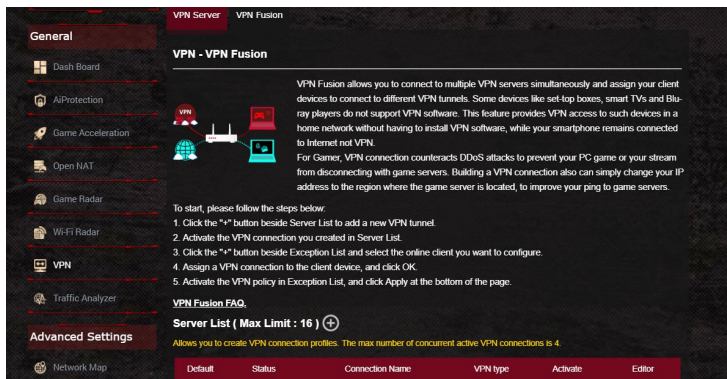 VPN Server VPN Fusion
General
VPN - VPN Fusion
Dash Board
VPN Fusion allows you to connect to multiple VPN servers simultaneously and assign your client
devices to connect to different VPN tunnels. Some devices like set-top boxes, smart TVs and Blu-
ray players do not support VPN software. This feature provides VPN access to such devices in a
home network without having to install VPN software, while your smartphone remains connected
to Internet not VPN.
For Gamer, VPN connection counteracts DDoS attacks to prevent your PC game or your stream
from disconnecting with game servers. Building a VPN connection also can simply change your IP
address to the region where the game server is located, to improve your ping to game servers.
VPN
AiProtection
Game Acceleration
Open NAT
Game Radar
Wi-Fi Radar
VPN
Traffic Analyzer
To start, please follow the steps below:
1. Click the "+" button beside Server List to add a new VPN tunnel.
2. Activate the VPN connection you created in Server List.
3. Click the "+" button beside Exception List and select the online client you want to configure.
4. Assign a VPN connection to the client device, and click OK.
5. Activate the VPN policy in Exception List, and click Apply at the bottom of the page.
VPN Fusion FAQ.
Server List ( Max Limit : 16 )
Allows you to create VPN connection profiles. The max number of concurrent active VPN connections is 4.
Advanced Settings
Network Map
Default Status Connection Name VPN type Activate Editor